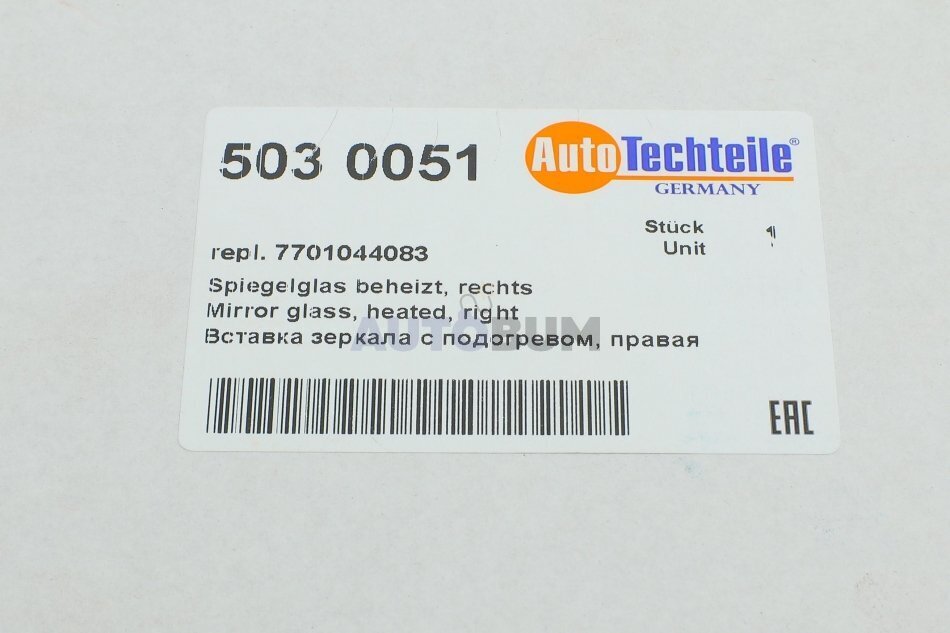 503 0051
AutoTechteile®
GERMANY
Stück 1
Unit
repl. 7701044083
Spiegelglas beheizt, rechts
Mirror glass, heated, right
AUTOBUM
Вставка зеркала с подогревом, правая
EAC